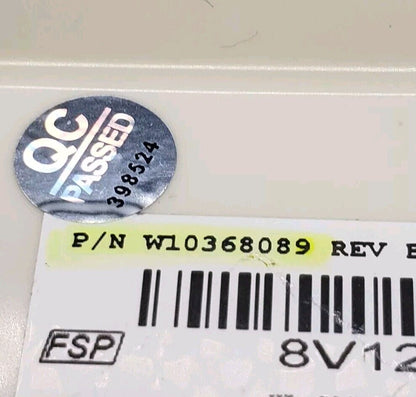 QC
PASSED
398524
P/N W10368089 REV
FSP
8V12